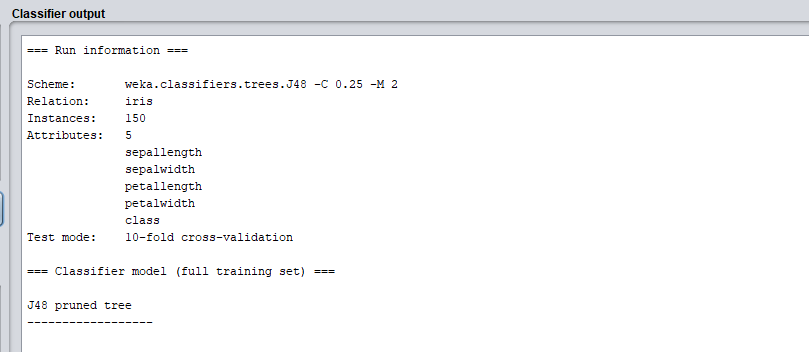 Classifier output
=== Run information ===
Scheme:       weka.classifiers.trees.J48 -C 0.25 -M 2
Relation:     iris
Instances:    150
Attributes:   5
              sepallength
              sepalwidth
              petallength
              petalwidth
              class
Test mode:    10-fold cross-validation
=== Classifier model (full training set) ===
J48 pruned tree
------------------